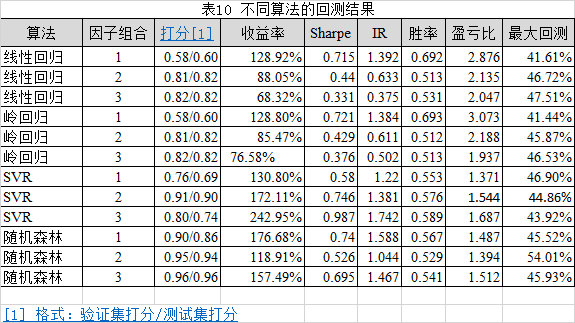 表10 不同算法的回测结果
算法 因子组合 打分[1] 收益率 Sharpe IR 胜率 盈亏比 最大回测
线性回归 1 0.58/0.60 128.92% 0.715 1.392 0.692 2.876 41.61%
线性回归 2 0.81/0.82 88.05% 0.44 0.633 0.513 2.135 46.72%
线性回归 3 0.82/0.82 68.32% 0.331 0.375 0.531 2.047 47.51%
岭回归 1 0.58/0.60 128.80% 0.721 1.384 0.693 3.073 41.44%
岭回归 2 0.81/0.82 85.47% 0.429 0.611 0.512 2.188 45.87%
岭回归 3 0.82/0.82 76.58% 0.376 0.502 0.513 1.937 46.53%
SVR 1 0.76/0.69 130.80% 0.58 1.22 0.553 1.371 46.90%
SVR 2 0.91/0.90 172.11% 0.746 1.381 0.576 1.544 44.86%
SVR 3 0.80/0.74 242.95% 0.987 1.742 0.589 1.687 43.92%
随机森林 1 0.90/0.86 176.68% 0.74 1.588 0.567 1.487 45.52%
随机森林 2 0.95/0.94 118.91% 0.526 1.044 0.529 1.394 54.01%
随机森林 3 0.96/0.96 157.49% 0.695 1.467 0.541 1.512 45.93%
[1] 格式：验证集打分/测试集打分